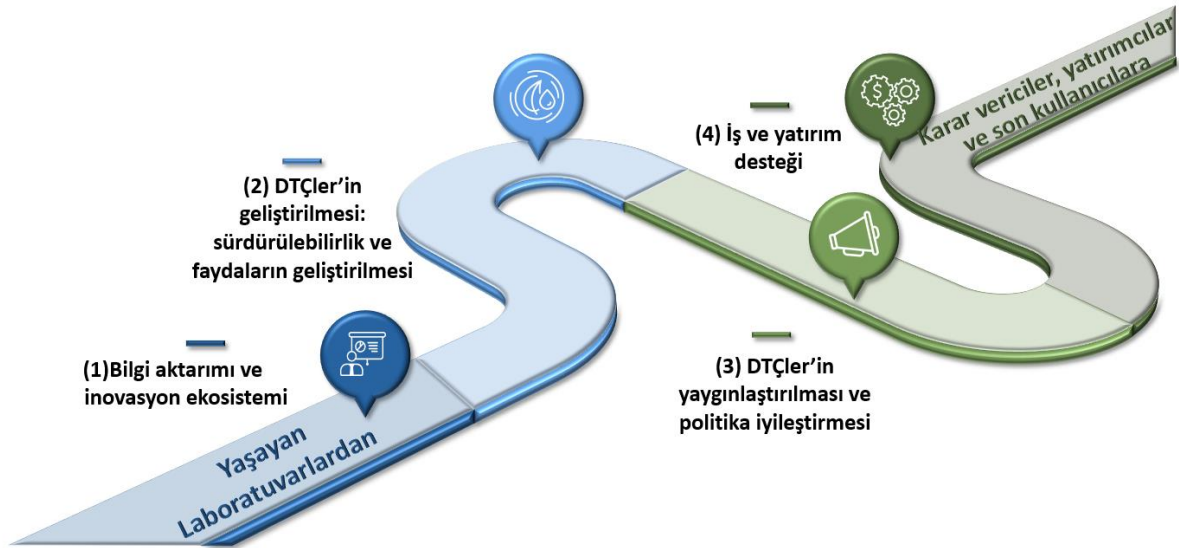 Yaşayan
Laboratuvarlardan
(1)Bilgi aktarımı ve
inovasyon ekosistemi
(2) DTÇler’in
geliştirilmesi:
sürdürülebilirlik ve
faydaların geliştirilmesi
(3) DTÇler’in
yaygınlaştırılması ve
politika iyileştirmesi
(4) İş ve yatırım
desteği
$
Karar vericiler, yatırımcılar
ve son kullanıcılara